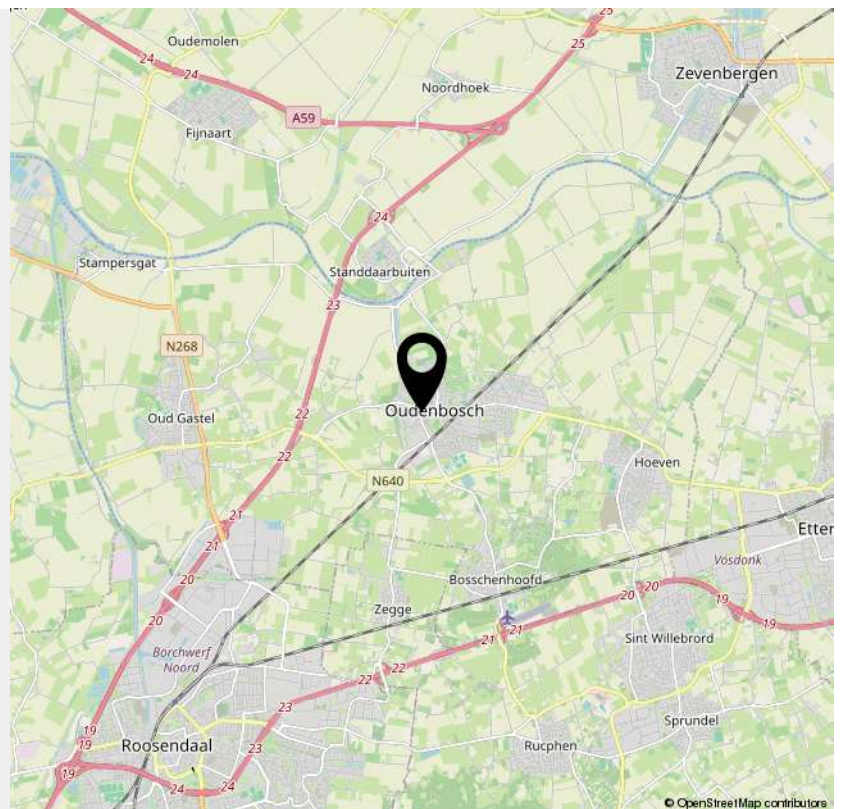 25
Oudemolen
24
24
25
Zevenbergen
Noordhoek
A59
Fijnaart
24
Stampersgat
Standdaarbuiten
23
N268
Oud Gastel
22
Oudenbosch
22
Hoeven
N640
21
21
Etter
Vosdonk
20
Bosschenhoofd
20
20
19
Zegge
20
21
21
19
Sint Willebrord
Borchwerf
Noord
22
22
23
Sprundel
19
Roosendaal
23
Rucphen
19
19
24
24
© OpenStreetMap contributors